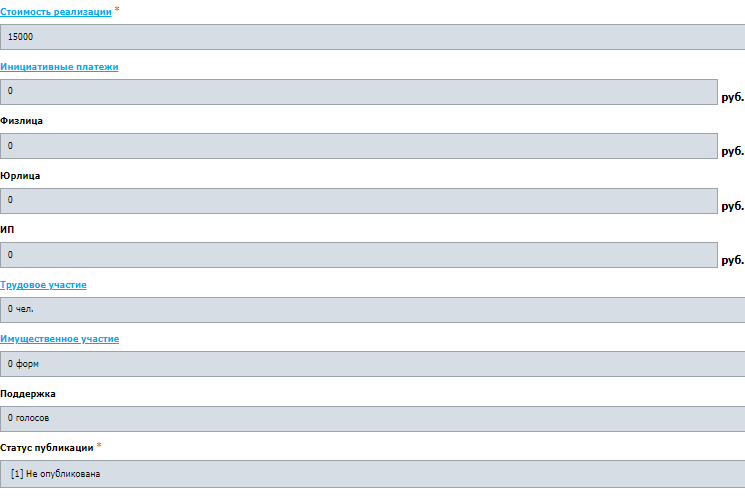 Стоимость реализации *
15000
Инициативные платежи
0 руб.
Физлица
0 руб.
Юрлица
0 руб.
ИП
0 руб.
Трудовое участие
0 чел.
Имущественное участие
0 форм
Поддержка
0 голосов
Статус публикации *
[1] Не опубликована